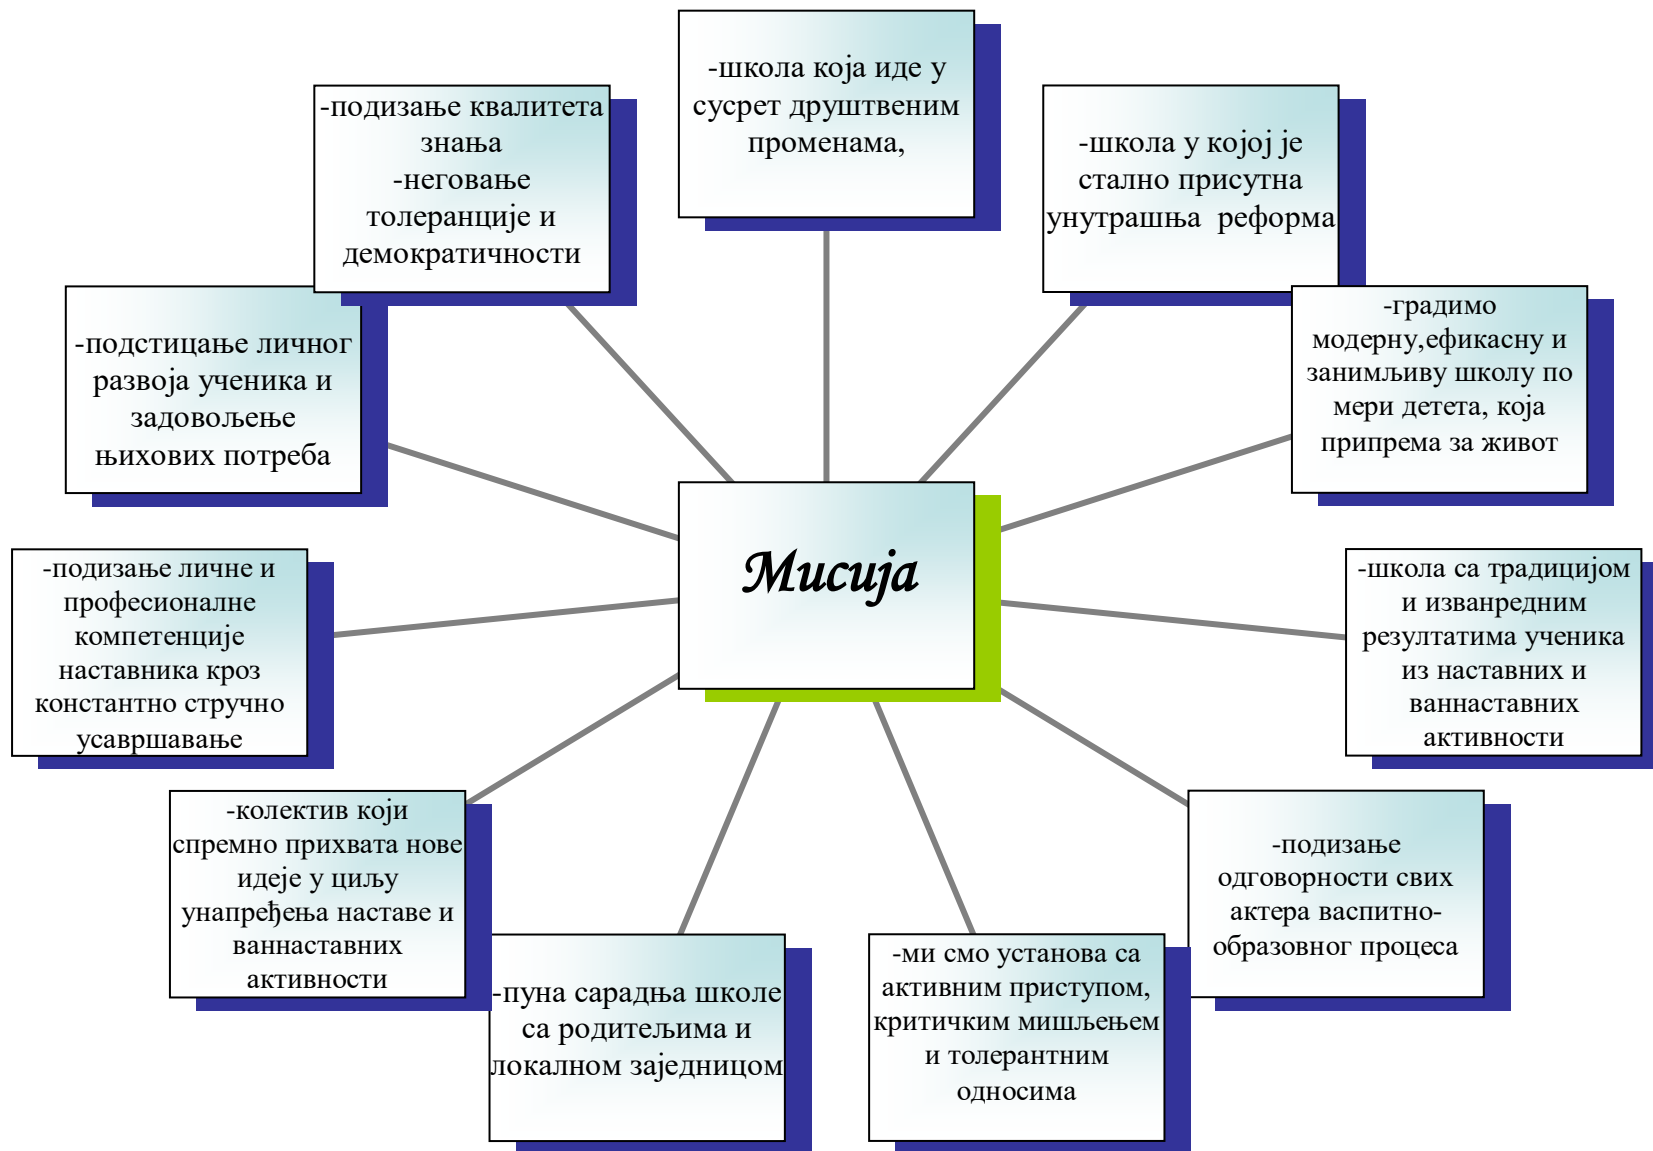 -школа која иде у
сусрет друштвеним
променама,
-подизање квалитета
знања
-неговање
толеранције и
демократичности
-школа у којој је
стално присутна
унутрашња реформа
-подстицање личног
развоја ученика и
задовољење
њихових потреба
-градимо
модерну,ефикасну и
занимљиву школу по
мери детета, која
припрема за живот
Мисија
-подизање личне и
професионалне
компетенције
наставника кроз
константно стручно
усавршавање
-школа са традицијом
и изванредним
резултатима ученика
из наставних и
ваннаставних
активности
-колектив који
спремно прихвата нове
идеје у циљу
унапређења наставе и
ваннаставних
активности
-подизање
одговорности свих
актера васпитно-
образовног процеса
-пуна сарадња школе
са родитељима и
локалном заједницом
-ми смо установа са
активним приступом,
критичким мишљењем
и толерантним
односима